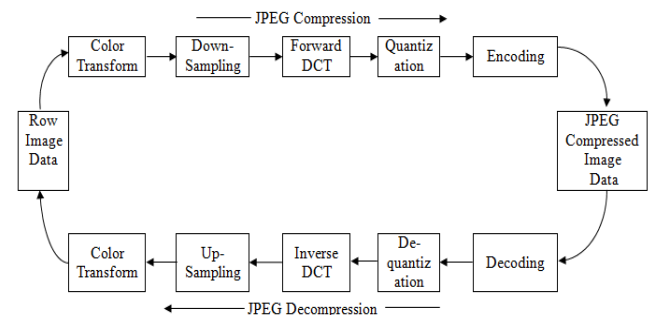 JPEG Compression
Color
Transform
Down-
Sampling
Forward
DCT
Quantiz
ation
Encoding
Row
Image
Data
JPEG
Compressed
Image
Data
Color
Transform
Up-
Sampling
Inverse
DCT
De-
quantiz
ation
Decoding
JPEG Decompression